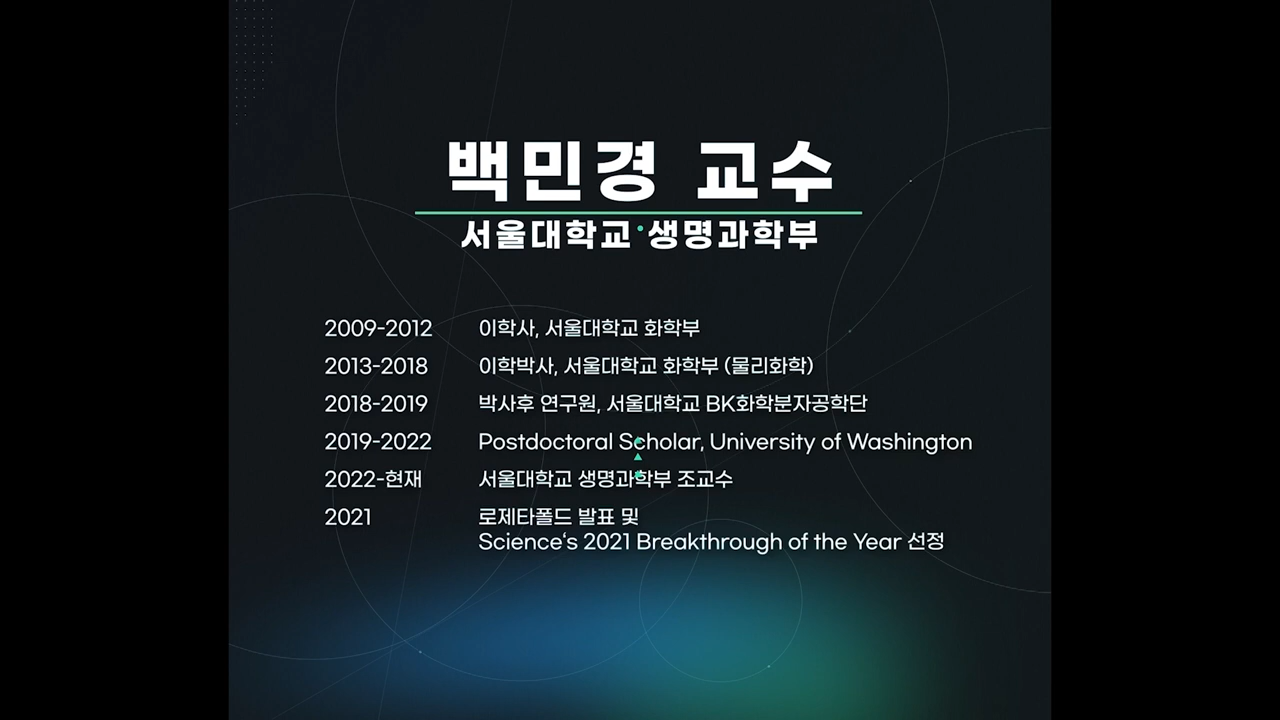 백민경 교수
서울대학교 생명과학부
2009-2012 이학사, 서울대학교 화학부
2013-2018 이학박사, 서울대학교 화학부 (물리화학)
2018-2019 박사후 연구원, 서울대학교 BK화학분자공학단
2019-2022 Postdoctoral Scholar, University of Washington
2022-현재 서울대학교 생명과학부 조교수
2021 로제타폴드 발표 및
Science‘s 2021 Breakthrough of the Year 선정